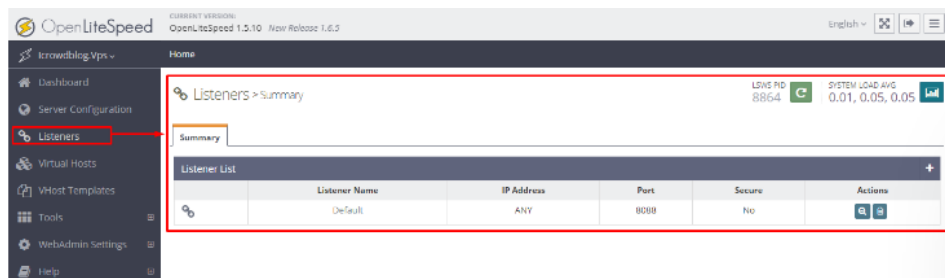 OpenLiteSpeed
CURRENT VERSION:
OpenLiteSpeed 1.5.10 New Release 1.6.5
English
Icrowdblog.Vps
Home
Dashboard
Server Configuration
Listeners
Virtual Hosts
VHost Templates
Tools
WebAdmin Settings
Help
Listeners > Summary
LSWS PID
8864
SYSTEM LOAD AVG
0.01, 0.05, 0.05
Summary
Listener List
Listener Name IP Address Port Secure Actions
Default ANY 8088 No